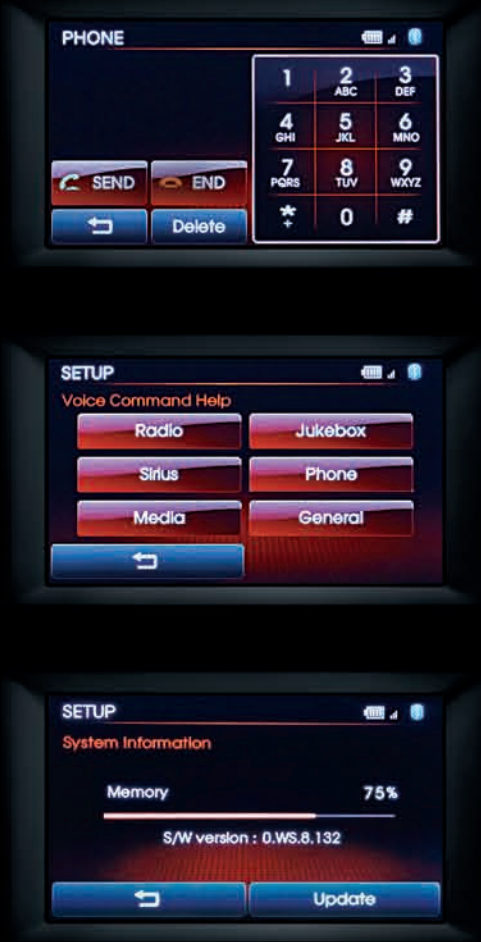 PHONE
1 2 3
ABC DEF
4 5 6
GHI JKL MNO
SEND END
7 8 9
PQRS TUV WXYZ
Delete
* 0 #
+
SETUP
Voice Command Help
Radio Jukebox
Sirius Phone
Media General
SETUP
System Information
Memory 75%
S/W version : 0.WS.8.132
Update